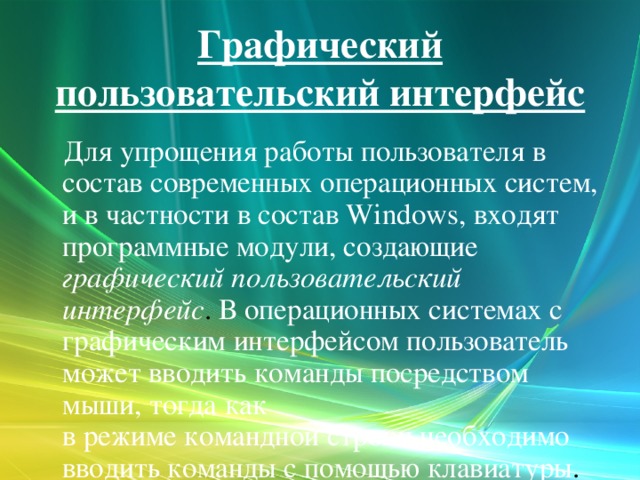 Графический
пользовательский интерфейс
Для упрощения работы пользователя в
состав современных операционных систем,
и в частности в состав Windows, входят
программные модули, создающие
графический пользовательский
интерфейс. В операционных системах с
графическим интерфейсом пользователь
может вводить команды посредством
мыши, тогда как
в режиме командной строки необходимо
вводить команды с помощью клавиатуры.